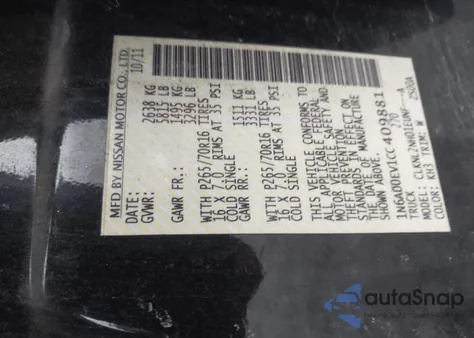 MFD BY NISSAN MOTOR CO., LTD.
DATE: 10/11
GVWR: 2638 KG
5815 LB
GAWR FR.: 1495 KG
3296 LB
WITH P265/70R16 TIRES
16 X 7.0 RIMS AT 35 PSI
COLD SINGLE
GAWR RR.: 1511 KG
3331 LB
WITH P265/70R16 TIRES
16 X 7.0 RIMS AT 35 PSI
COLD SINGLE
THIS VEHICLE CONFORMS TO
ALL APPLICABLE FEDERAL
MOTOR VEHICLE SAFETY AND
THEFT PREVENTION
STANDARDS IN EFFECT ON
THE DATE OF MANUFACTURE
SHOWN ABOVE.
1N6AD0EV1CC409881
TRUCK 270
MODEL:
COLOR: KH3 TRIM: W 2500A
autoSnap